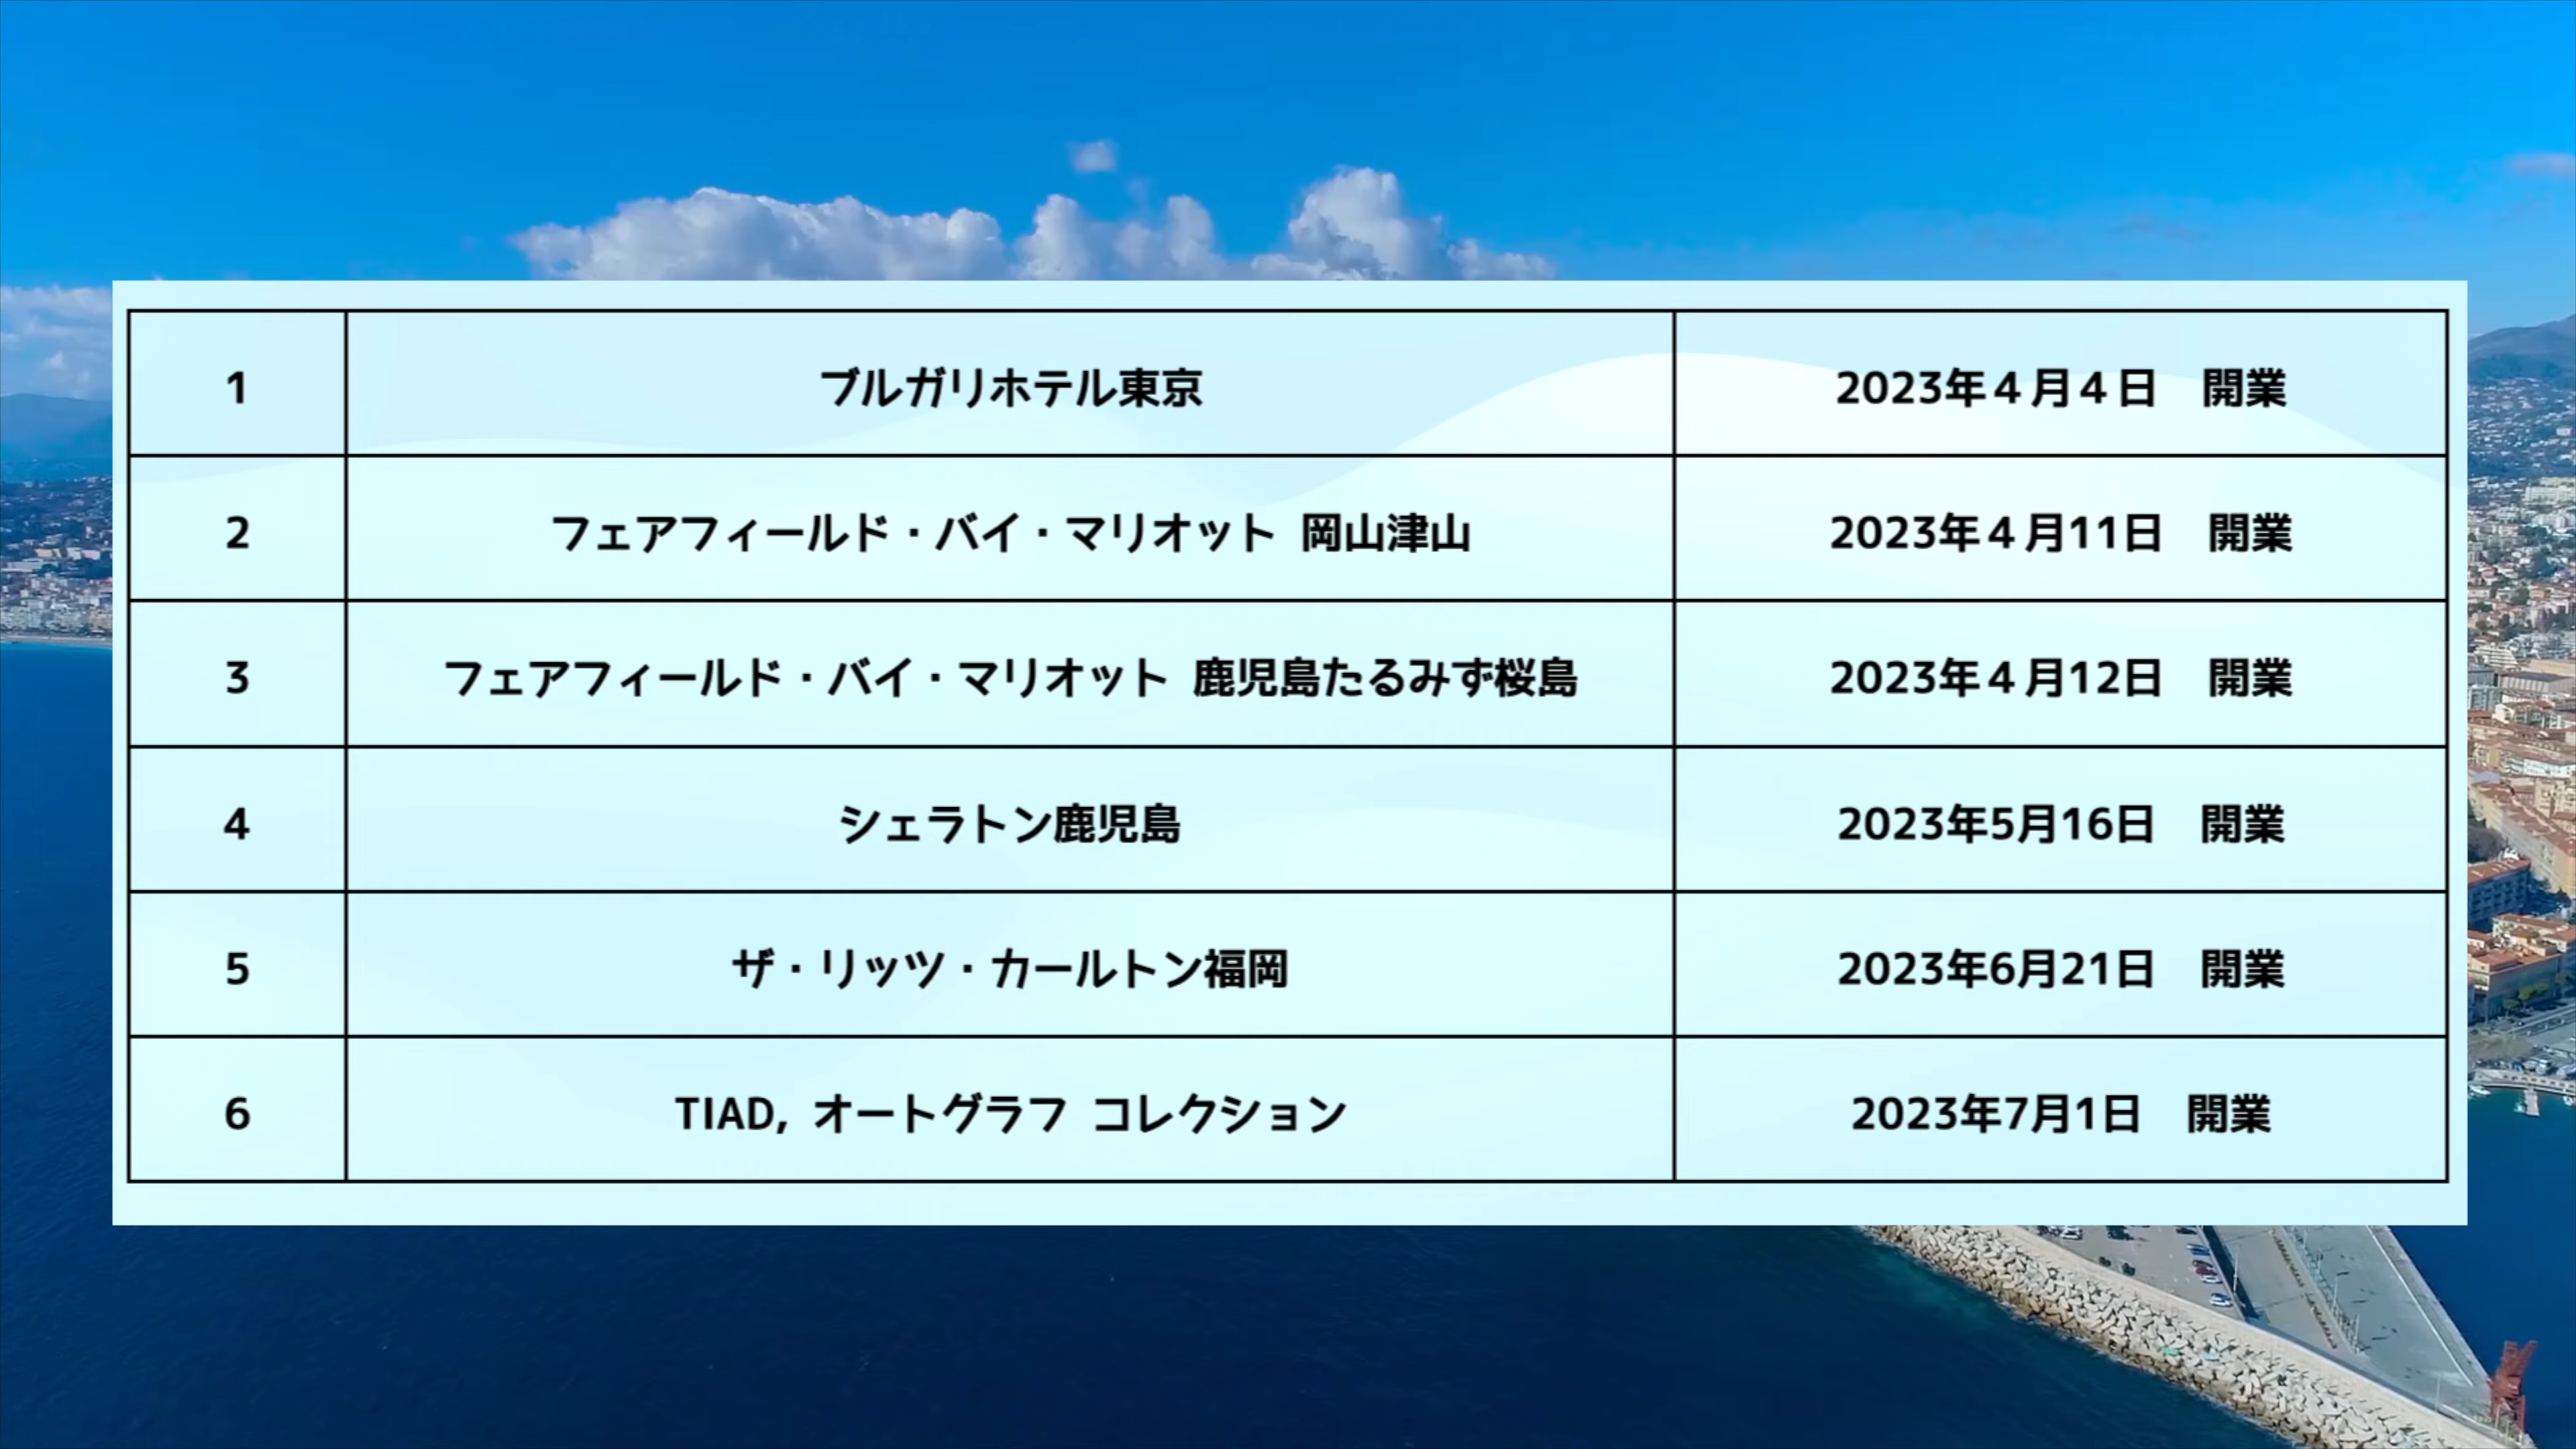 1 ブルガリホテル東京 2023年４月４日　開業
2 フェアフィールド・バイ・マリオット 岡山津山 2023年４月11日　開業
3 フェアフィールド・バイ・マリオット 鹿児島たるみず桜島 2023年４月12日　開業
4 シェラトン鹿児島 2023年5月16日　開業
5 ザ・リッツ・カールトン福岡 2023年6月21日　開業
6 TIAD, オートグラフ コレクション 2023年7月1日　開業